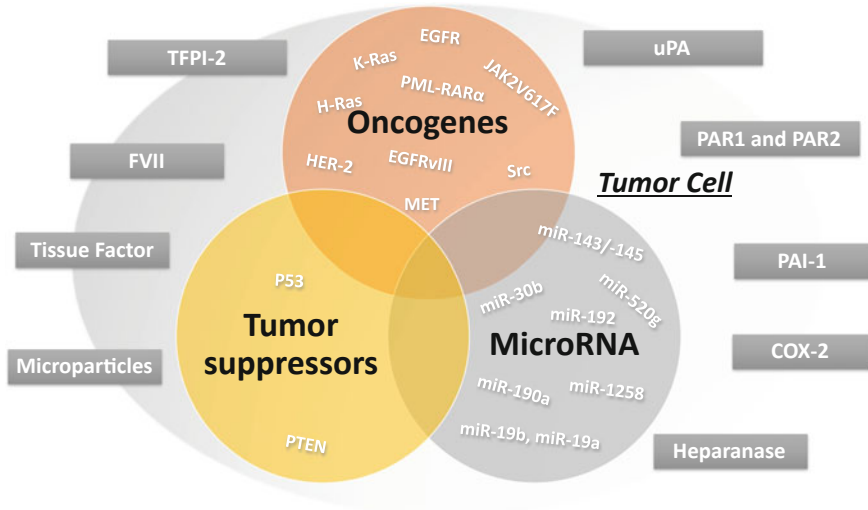 TFPI-2
FVII
Tissue Factor
Microparticles
EGFR
K-Ras
JAK2V617F
PML-RARα
H-Ras
Oncogenes
HER-2
EGFRvIII
Src
MET
P53
Tumor
suppressors
PTEN
miR-143/-145
miR-30b
miR-520g
miR-192
MicroRNA
miR-190a
miR-1258
miR-19b, miR-19a
Tumor Cell
uPA
PAR1 and PAR2
PAI-1
COX-2
Heparanase